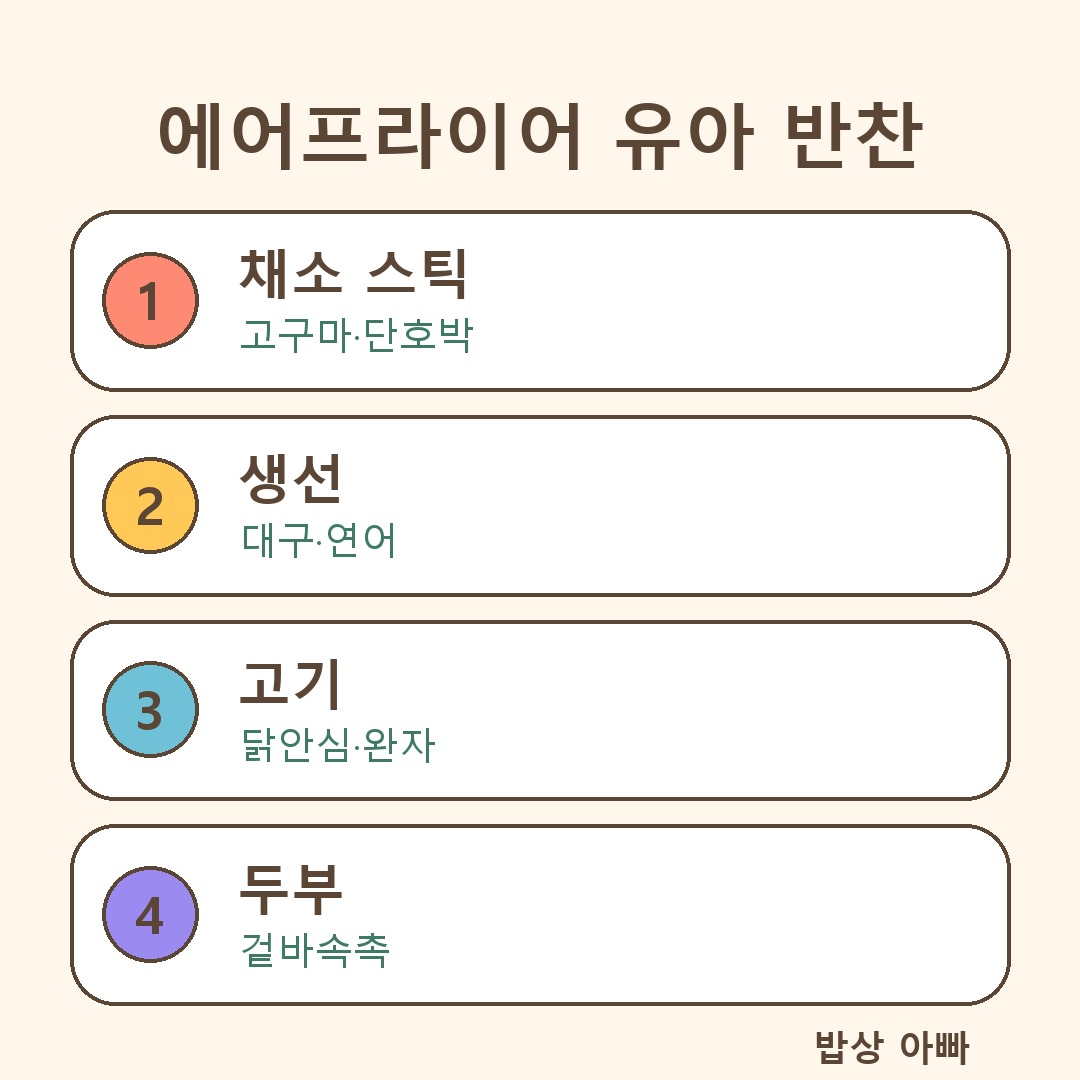 에어프라이어 유아 반찬
1
채소 스틱
고구마·단호박
2
생선
대구·연어
3
고기
닭안심·완자
4
두부
겉바속촉
밥상 아빠